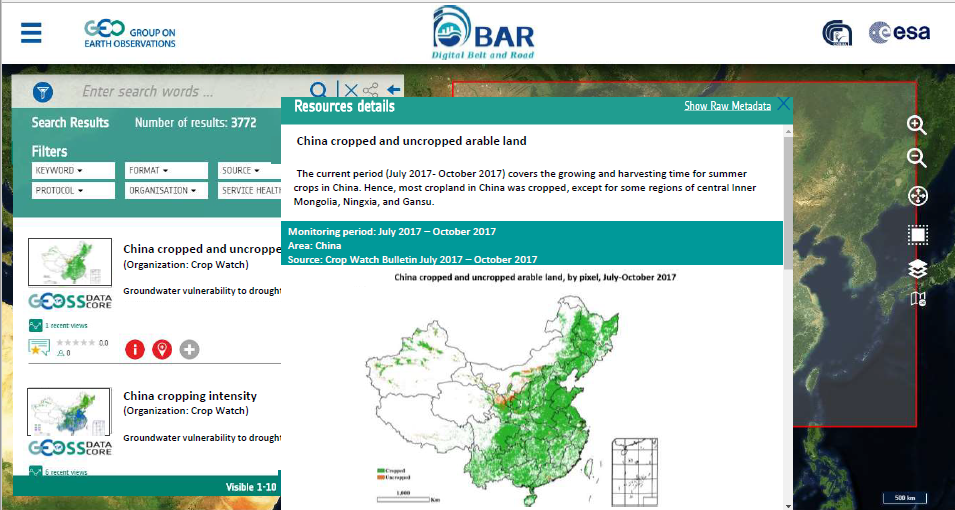 GEO GROUP ON
EARTH OBSERVATIONS
DBAR
Digital Belt and Road
esa
Enter search words ...
Search Results Number of results: 3772
Filters
KEYWORD FORMAT SOURCE
PROTOCOL ORGANISATION SERVICE HEALTH
China cropped and uncroppe
(Organization: Crop Watch)
Groundwater vulnerability to drought
GEOSS DATA
CORE
1 recent views
0.0
0
China cropping intensity
(Organization: Crop Watch)
Groundwater vulnerability to drought
GEOSS DATA
CORE
5 recent views
Visible 1-10
Resources details Show Raw Metadata
China cropped and uncropped arable land
The current period (July 2017- October 2017) covers the growing and harvesting time for summer
crops in China. Hence, most cropland in China was cropped, except for some regions of central Inner
Mongolia, Ningxia, and Gansu.
Monitoring period: July 2017 – October 2017
Area: China
Source: Crop Watch Bulletin July 2017 – October 2017
China cropped and uncropped arable land, by pixel, July-October 2017
Cropped
Uncropped
1,000
Km
500 km